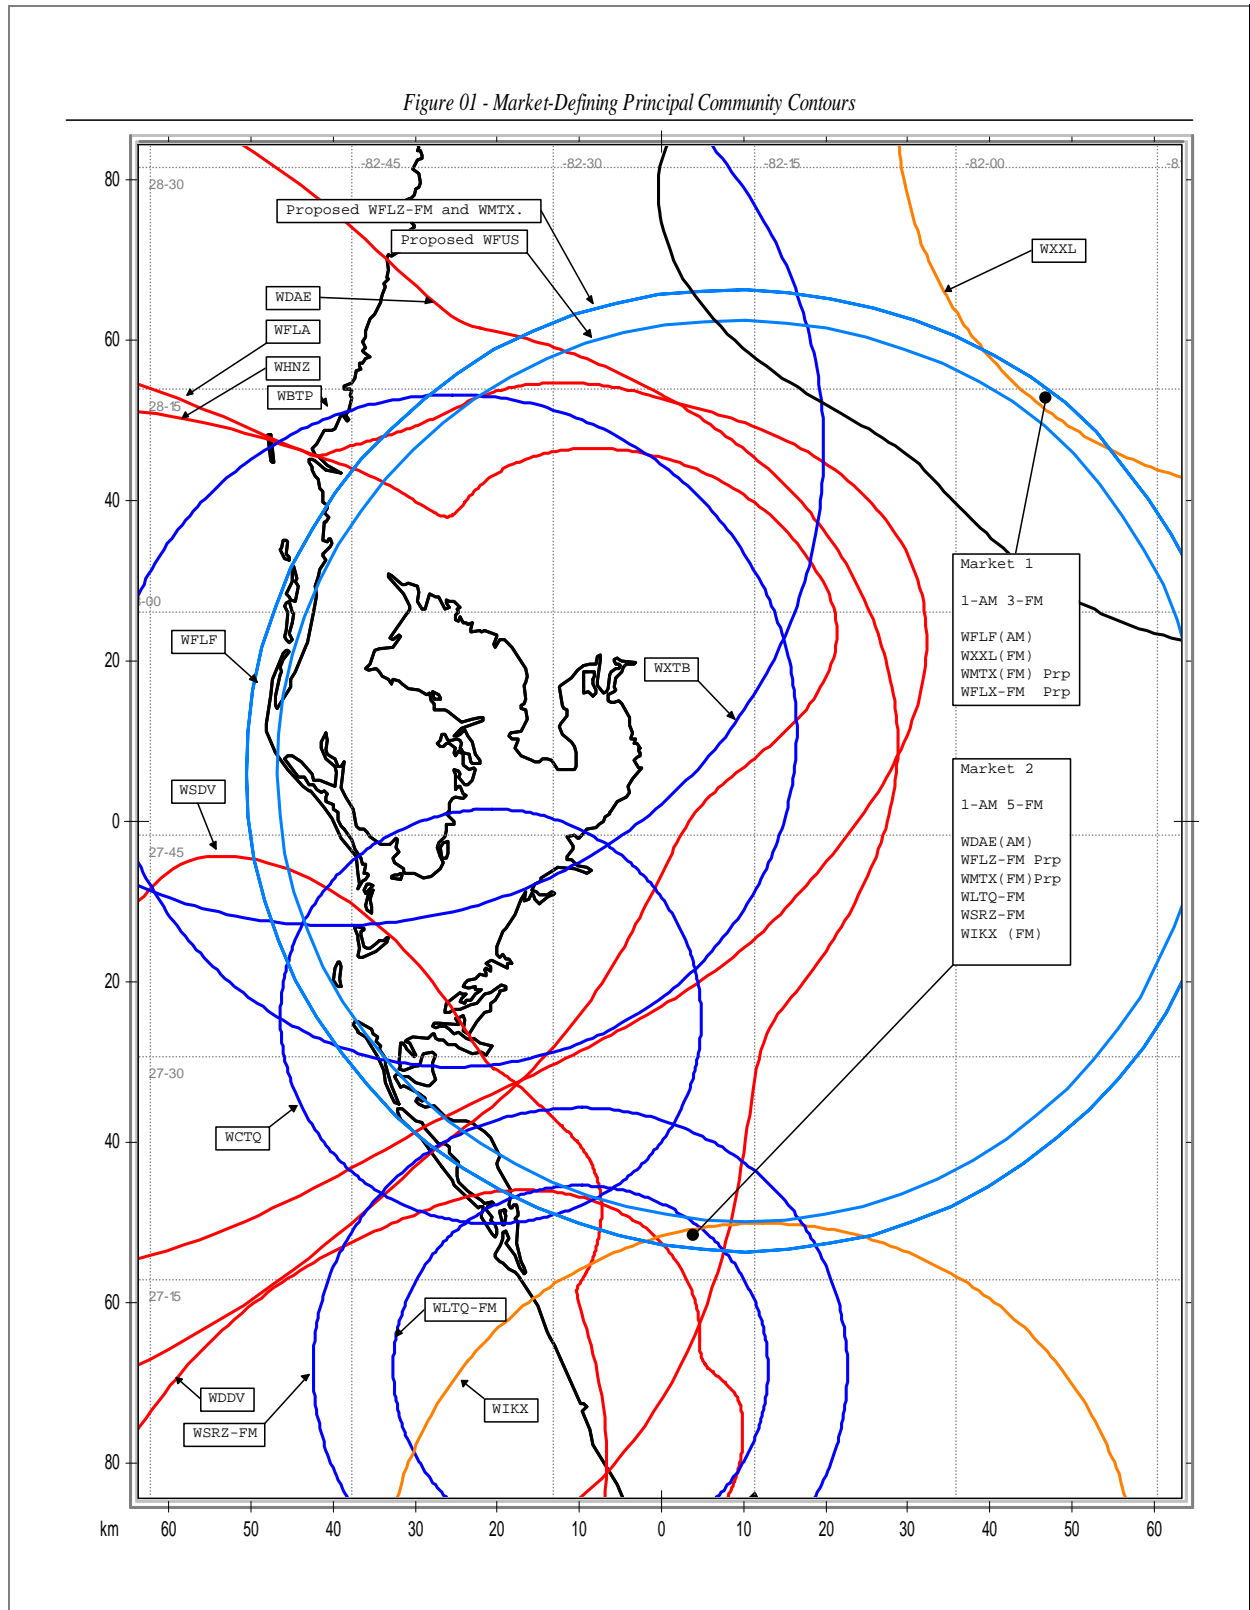 Figure 01 - Market-Defining Principal Community Contours
-82-45
-82-30
-82-15
-82-00
80
28-30
Proposed WFLZ-FM and WMTX.
Proposed WFUS
WXXL
WDAE
WFLA
60
WHNZ
WBTP
28-15
40
Market 1
1-AM 3-FM
WFLF(AM)
WXXL(FM)
WMTX(FM) Prp
WFLX-FM Prp
-00
WFLF
20
WXTB
WSDV
Market 2
1-AM 5-FM
WDAE(AM)
WFLZ-FM Prp
WMTX(FM)Prp
WLTQ-FM
WSRZ-FM
WIKX (FM)
0
27-45
20
27-30
WCTQ
40
27-15
60
WLTQ-FM
WDDV
WIKX
WSRZ-FM
80
km 60 50 40 30 20 10 0 10 20 30 40 50 60